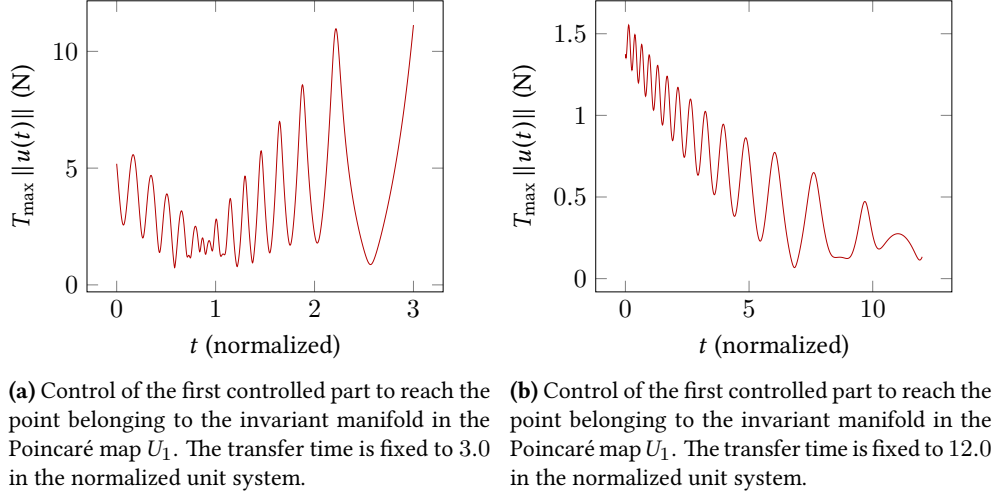 10
5
0
T_max ||u(t)|| (N)
0 1 2 3
t (normalized)
1.5
1
0.5
0
T_max ||u(t)|| (N)
0 5 10
t (normalized)
(a) Control of the first controlled part to reach the
point belonging to the invariant manifold in the
Poincaré map U₁. The transfer time is fixed to 3.0
in the normalized unit system.
(b) Control of the first controlled part to reach the
point belonging to the invariant manifold in the
Poincaré map U₁. The transfer time is fixed to 12.0
in the normalized unit system.